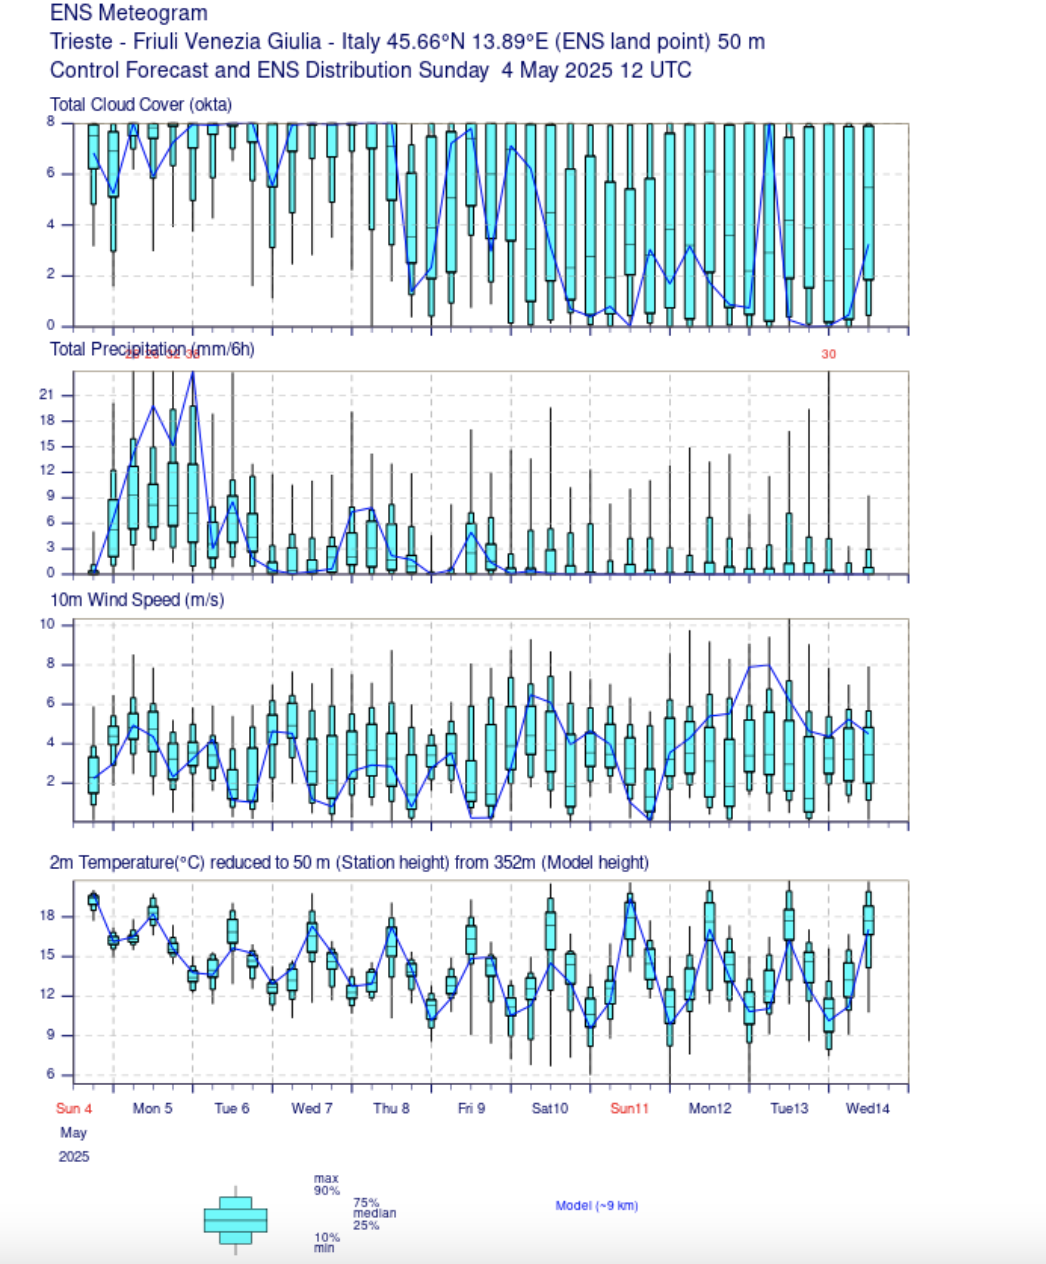 ENS Meteogram
Trieste - Friuli Venezia Giulia - Italy 45.66°N 13.89°E (ENS land point) 50 m
Control Forecast and ENS Distribution Sunday 4 May 2025 12 UTC
Total Cloud Cover (okta)
8
6
4
2
0
Total Precipitation (mm/6h)
32
30
21
18
15
12
9
6
3
0
10m Wind Speed (m/s)
10
8
6
4
2
2m Temperature(°C) reduced to 50 m (Station height) from 352m (Model height)
18
15
12
9
6
Sun 4 Mon 5 Tue 6 Wed 7 Thu 8 Fri 9 Sat10 Sun11 Mon12 Tue13 Wed14
May
2025
max
90%
75%
median
25%
10%
min
Model (~9 km)